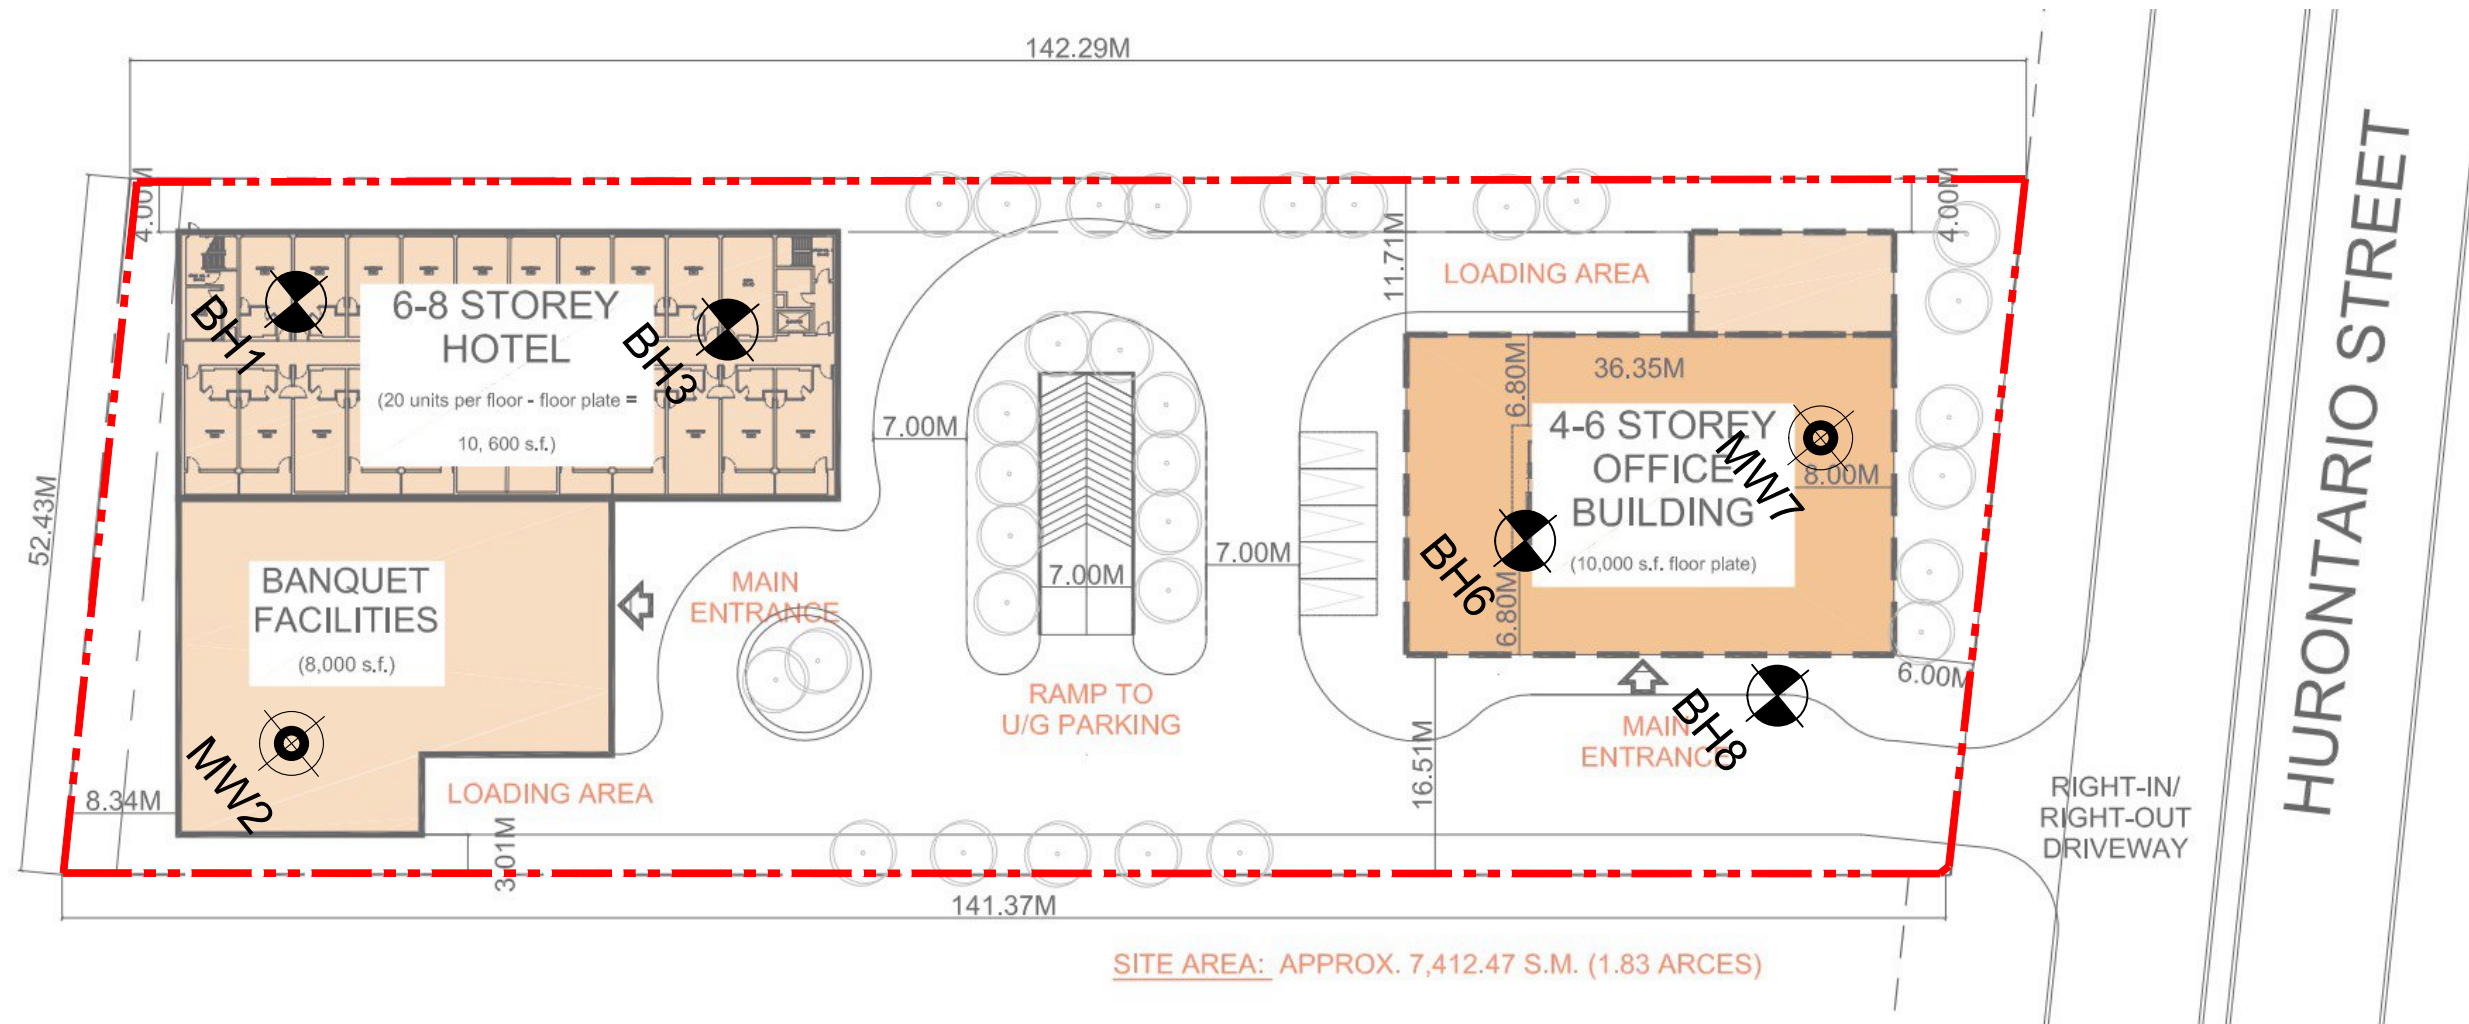 142.29M
4.00M
4.00M
52.43M
11.71M
LOADING AREA
6-8 STOREY
HOTEL
(20 units per floor - floor plate =
10, 600 s.f.)
BH1
BH3
36.35M
6.80M
4-6 STOREY
OFFICE
BUILDING
(10,000 s.f. floor plate)
MW7
8.00M
BH6
6.80M
7.00M
7.00M
7.00M
BANQUET
FACILITIES
(8,000 s.f.)
MAIN
ENTRANCE
MW2
8.34M
LOADING AREA
3.01M
RAMP TO
U/G PARKING
16.51M
MAIN
ENTRANCE
BH8
6.00M
RIGHT-IN/
RIGHT-OUT
DRIVEWAY
HURONTARIO STREET
141.37M
SITE AREA: APPROX. 7,412.47 S.M. (1.83 ARCES)